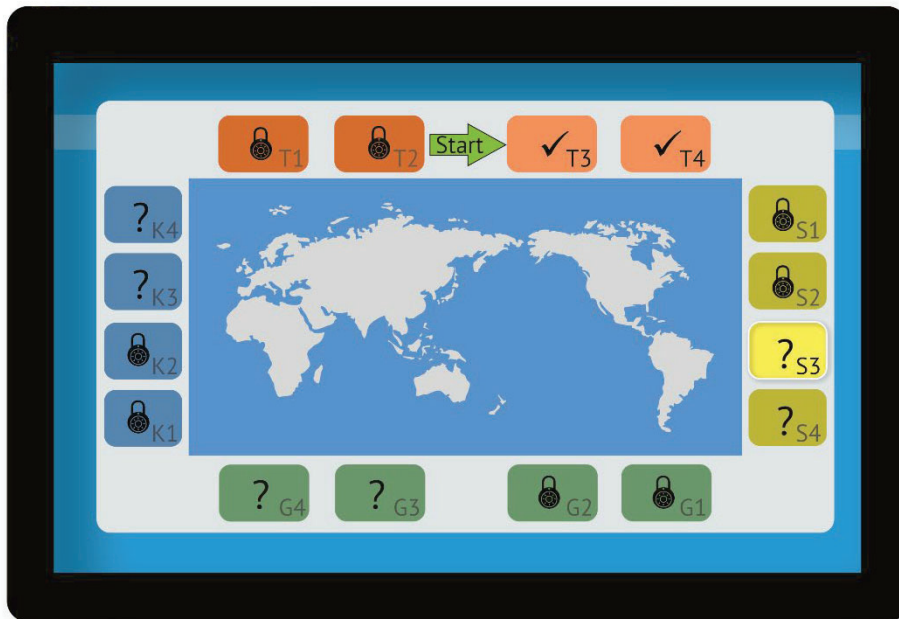 T1 T2 Start ✓ T3 ✓ T4
? K4
S1
? K3
S2
K2
? S3
K1
? S4
? G4 ? G3 G2 G1